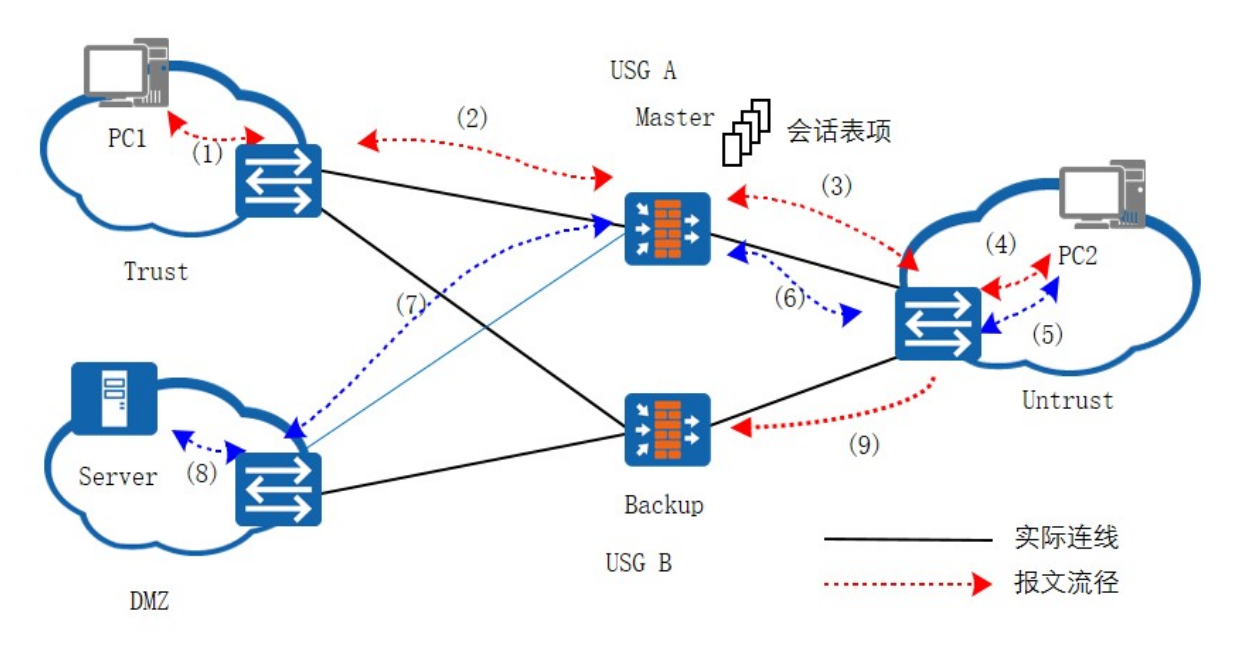 USG A
Master
会话表项
PC1
(1)
(2)
(3)
Trust
(4)
PC2
(5)
(6)
(7)
Untrust
Server
(8)
(9)
Backup
USG B
DMZ
实际连线
报文流径